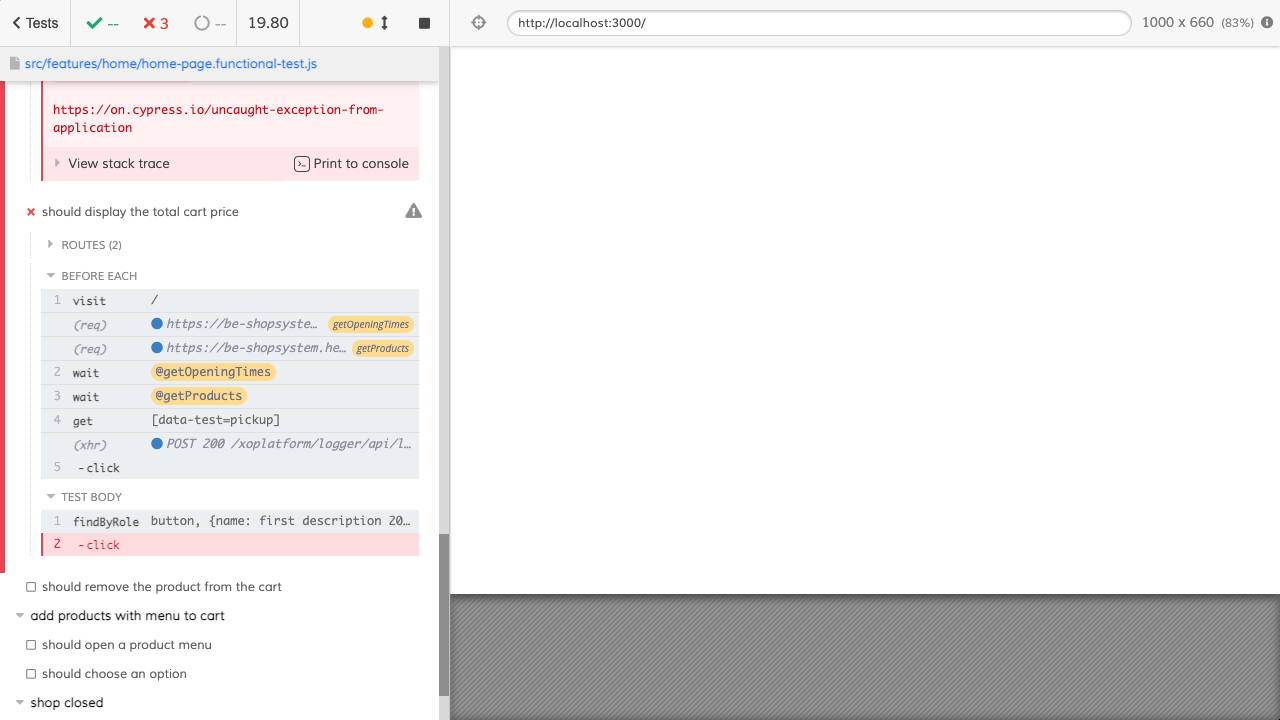 Tests -- 3 -- 19.80 http://localhost:3000/ 1000 x 660 (83%)
src/features/home/home-page.functional-test.js
https://on.cypress.io/uncaught-exception-from-
application
View stack trace Print to console
should display the total cart price
ROUTES (2)
BEFORE EACH
1 visit /
(req) https://be-shopsyste… getOpeningTimes
(req) https://be-shopsystem.he… getProducts
2 wait @getOpeningTimes
3 wait @getProducts
4 get [data-test=pickup]
(xhr) POST 200 /xoplatform/logger/api/l…
5 -click
TEST BODY
1 findByRole button, {name: first description 20…
2 -click
should remove the product from the cart
add products with menu to cart
should open a product menu
should choose an option
shop closed